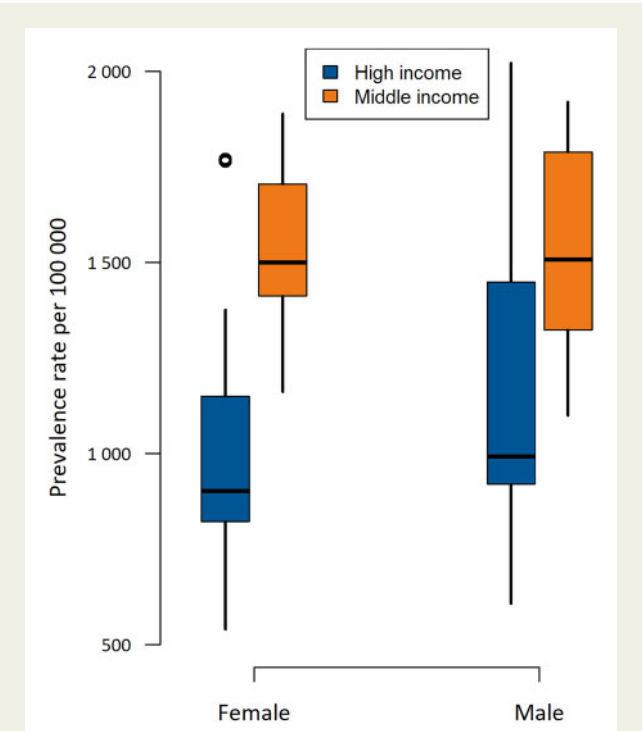 2 000
1 500
1 000
500
Prevalence rate per 100 000
High income
Middle income
Female
Male